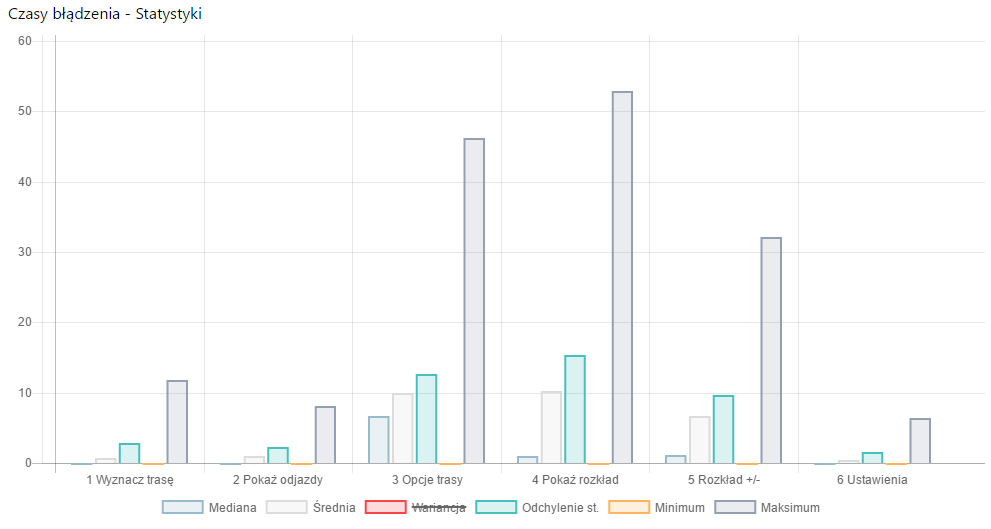 Czasy błądzenia - Statystyki
60
50
40
30
20
10
0
1 Wyznacz trasę 2 Pokaż odjazdy 3 Opcje trasy 4 Pokaż rozkład 5 Rozkład +/- 6 Ustawienia
Mediana Średnia Wariancja Odchylenie st. Minimum Maksimum